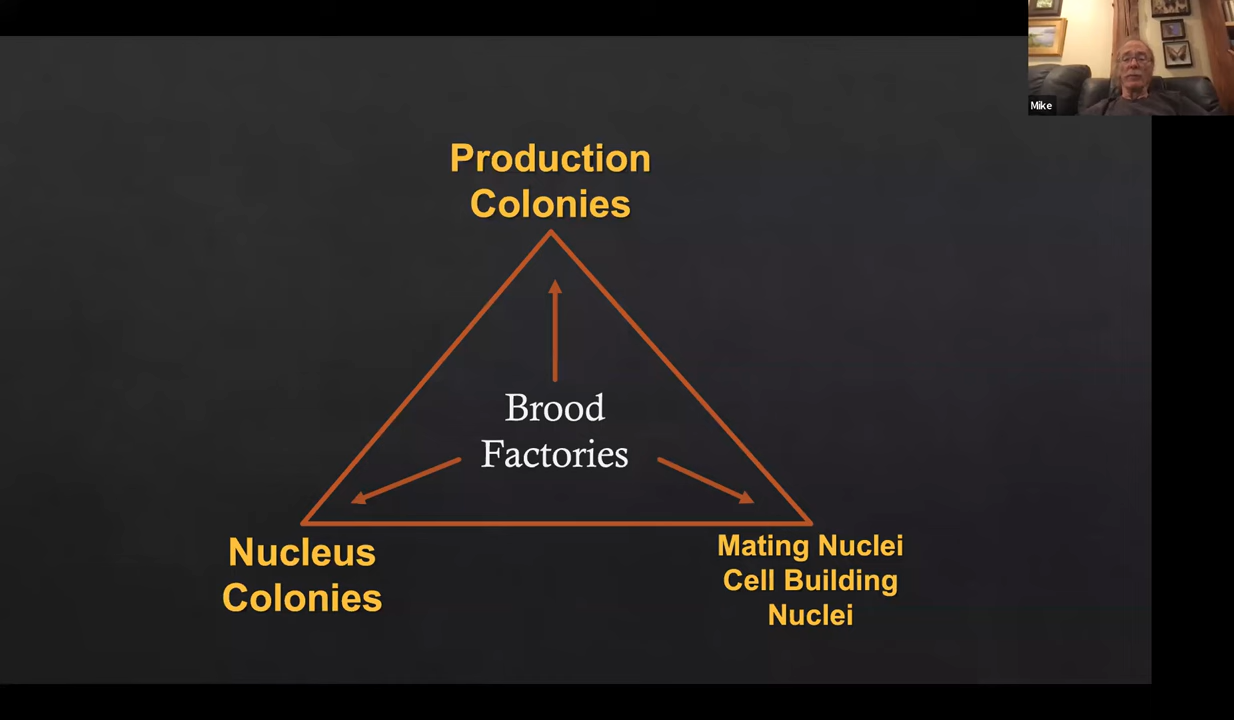 Mike
Production
Colonies
Brood
Factories
Nucleus
Colonies
Mating Nuclei
Cell Building
Nuclei